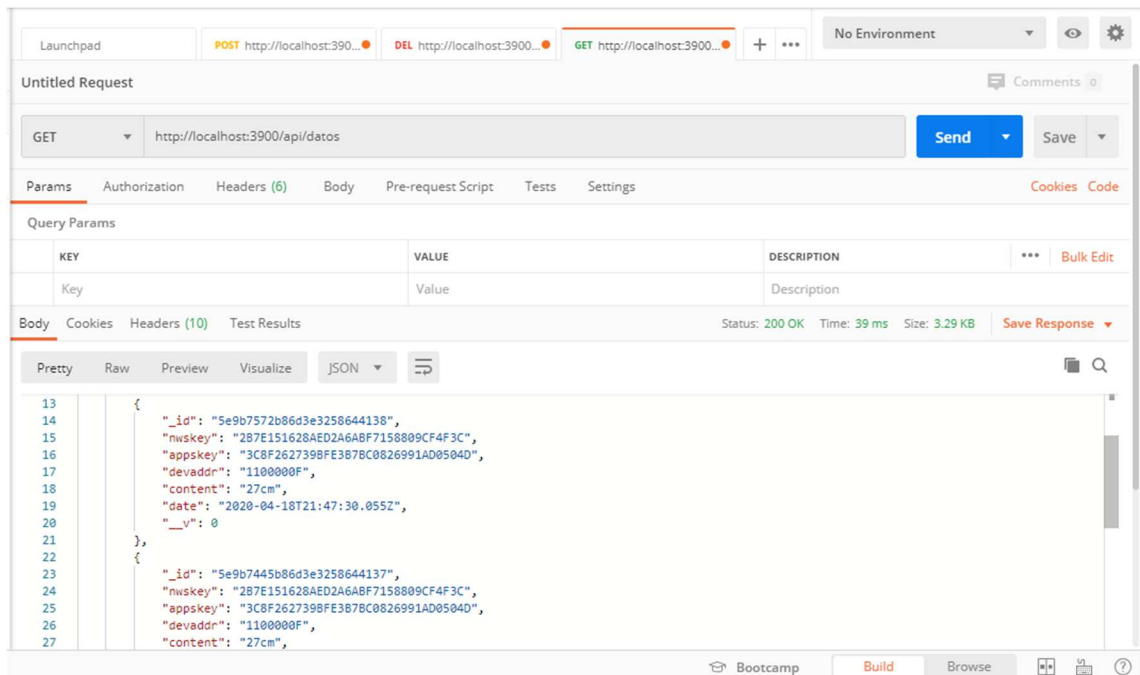 Launchpad POST http://localhost:390... DEL http://localhost:3900... GET http://localhost:3900... + ••• No Environment
Untitled Request Comments 0
GET http://localhost:3900/api/datos Send Save
Params Authorization Headers (6) Body Pre-request Script Tests Settings Cookies Code
Query Params
KEY VALUE DESCRIPTION ••• Bulk Edit
Key Value Description
Body Cookies Headers (10) Test Results Status: 200 OK Time: 39 ms Size: 3.29 KB Save Response
Pretty Raw Preview Visualize JSON
13 {
14 "_id": "5e9b7572b86d3e3258644138",
15 "nwskey": "2B7E151628AED2A6ABF7158809CF4F3C",
16 "appskey": "3C8F262739BFE3B7BC0826991AD0504D",
17 "devaddr": "1100000F",
18 "content": "27cm",
19 "date": "2020-04-18T21:47:30.055Z",
20 "__v": 0
21 },
22 {
23 "_id": "5e9b7445b86d3e3258644137",
24 "nwskey": "2B7E151628AED2A6ABF7158809CF4F3C",
25 "appskey": "3C8F262739BFE3B7BC0826991AD0504D",
26 "devaddr": "1100000F",
27 "content": "27cm",
Bootcamp Build Browse ?